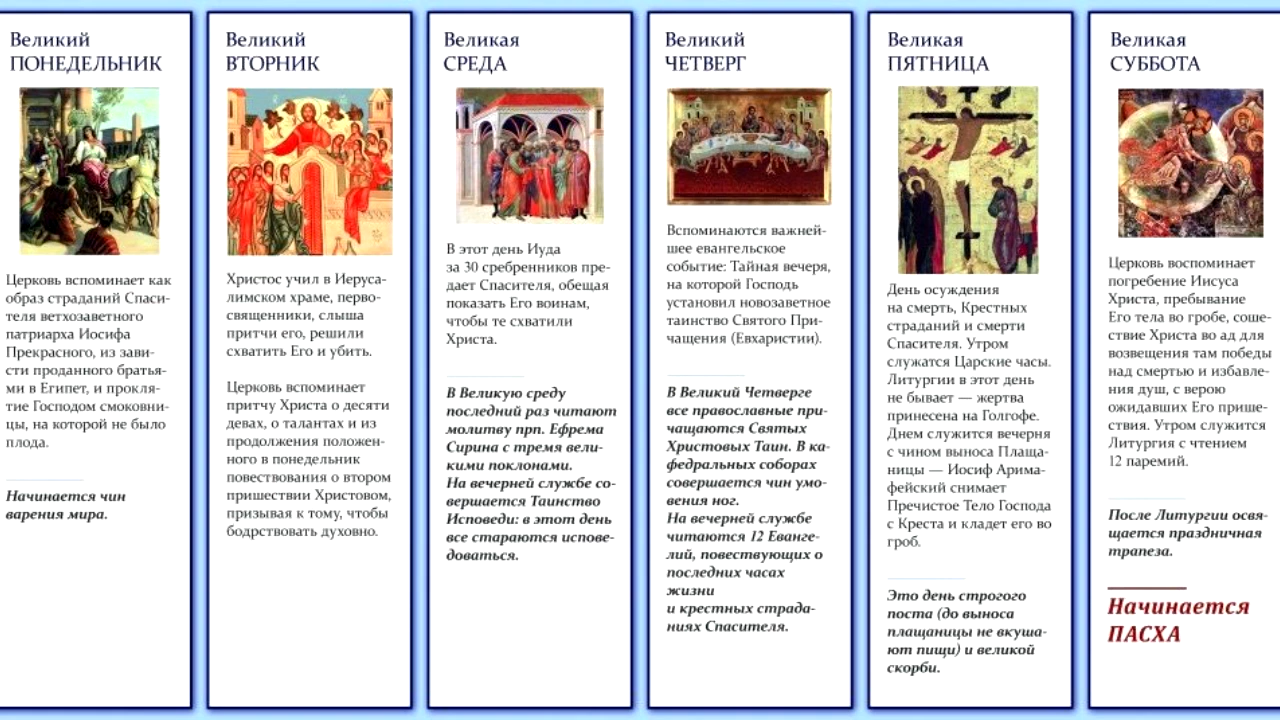 Великий
ПОНЕДЕЛЬНИК
Церковь вспоминает как
образ страданий Спаси-
теля ветхозаветного
патриарха Иосифа
Прекрасного, из зави-
сти проданного братья-
ми в Египет, и прокля-
тие Господом смоковни-
цы, на которой не было
плода.
Начинается чин
варения мира.
Великий
ВТОРНИК
Христос учил в Иеруса-
лимском храме, перво-
священники, слыша
притчи его, решили
схватить Его и убить.
Церковь вспоминает
притчу Христа о десяти
девах, о талантах и из
продолжения положен-
ного в понедельник
повествования о втором
пришествии Христовом,
призывая к тому, чтобы
бодрствовать духовно.
Великая
СРЕДА
В этот день Иуда
за 30 сребренников пре-
дает Спасителя, обещая
показать Его воинам,
чтобы те схватили
Христа.
В Великую среду
последний раз читают
молитву прп. Ефрема
Сирина с тремя вели-
кими поклонами.
На вечерней службе со-
вершается Таинство
Исповеди: в этот день
все стараются испове-
доваться.
Великий
ЧЕТВЕРГ
Вспоминаются важней-
шее евангельское
событие: Тайная вечеря,
на которой Господь
установил новозаветное
таинство Святого При-
чащения (Евхаристии).
В Великий Четверге
все православные при-
чащаются Святых
Христовых Таин. В ка-
федральных соборах
совершается чин умо-
вения ног.
На вечерней службе
читаются 12 Еванге-
лий, повествующих о
последних часах
жизни
и крестных страда-
ниях Спасителя.
Великая
ПЯТНИЦА
День осуждения
на смерть, Крестных
страданий и смерти
Спасителя. Утром
служатся Царские часы.
Литургии в этот день
не бывает — жертва
принесена на Голгофе.
Днем служится вечерня
с чином выноса Плаща-
ницы — Иосиф Арима-
фейский снимает
Пречистое Тело Господа
с Креста и кладет его во
гроб.
Это день строгого
поста (до выноса
плащаницы не вкуша-
ют пищи) и великой
скорби.
Великая
СУББОТА
Церковь воспоминает
погребение Иисуса
Христа, пребывание
Его тела во гробе, соше-
ствие Христа во ад для
возвещения там победы
над смертью и избавле-
ния душ, с верою
ожидавших Его прише-
ствия. Утром служится
Литургия с чтением
12 паремий.
После Литургии освя-
щается праздничная
трапеза.
Начинается
ПАСХА